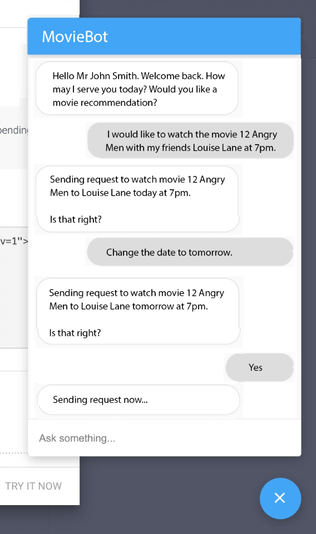 MovieBot
Hello Mr John Smith. Welcome back. How
may I serve you today? Would you like a
movie recommendation?
I would like to watch the movie 12 Angry
Men with my friends Louise Lane at 7pm.
Sending request to watch movie 12 Angry
Men to Louise Lane today at 7pm.
Is that right?
Change the date to tomorrow.
Sending request to watch movie 12 Angry
Men to Louise Lane tomorrow at 7pm.
Is that right?
Yes
Sending request now...
Ask something...
pending
v=1">
TRY IT NOW